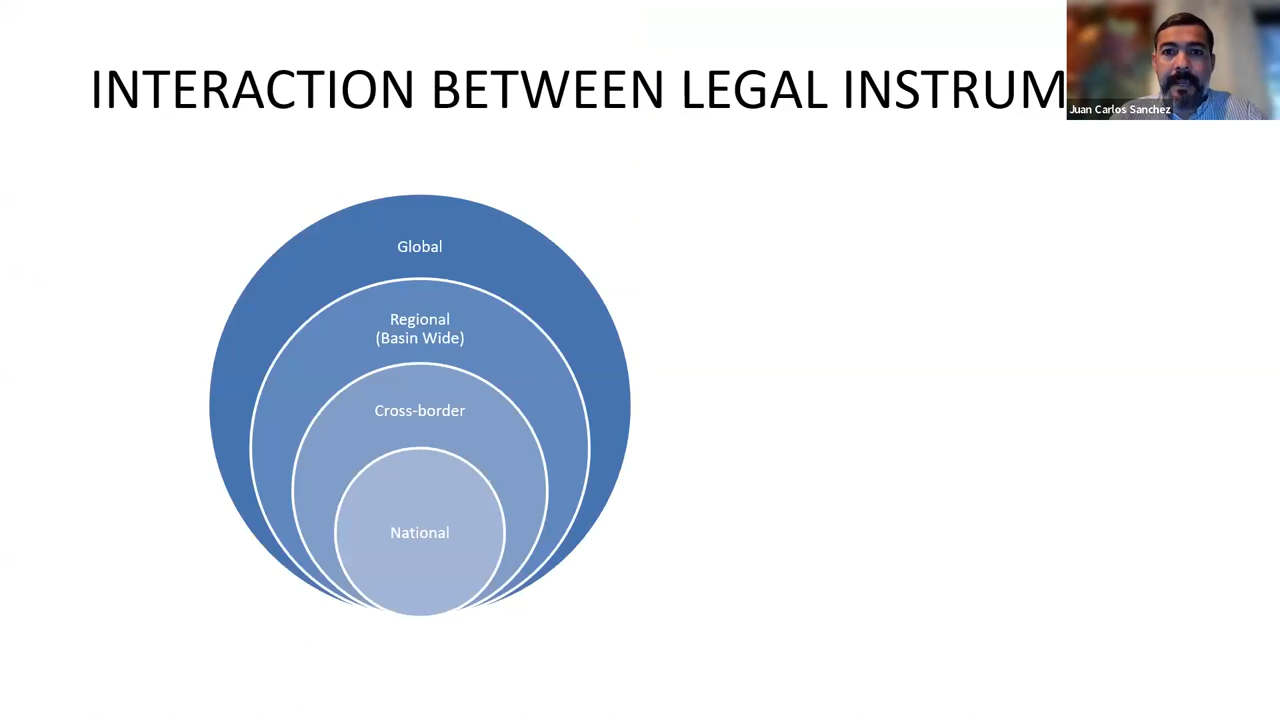 INTERACTION BETWEEN LEGAL INSTRUM
Juan Carlos Sanchez
Global
Regional
(Basin Wide)
Cross-border
National